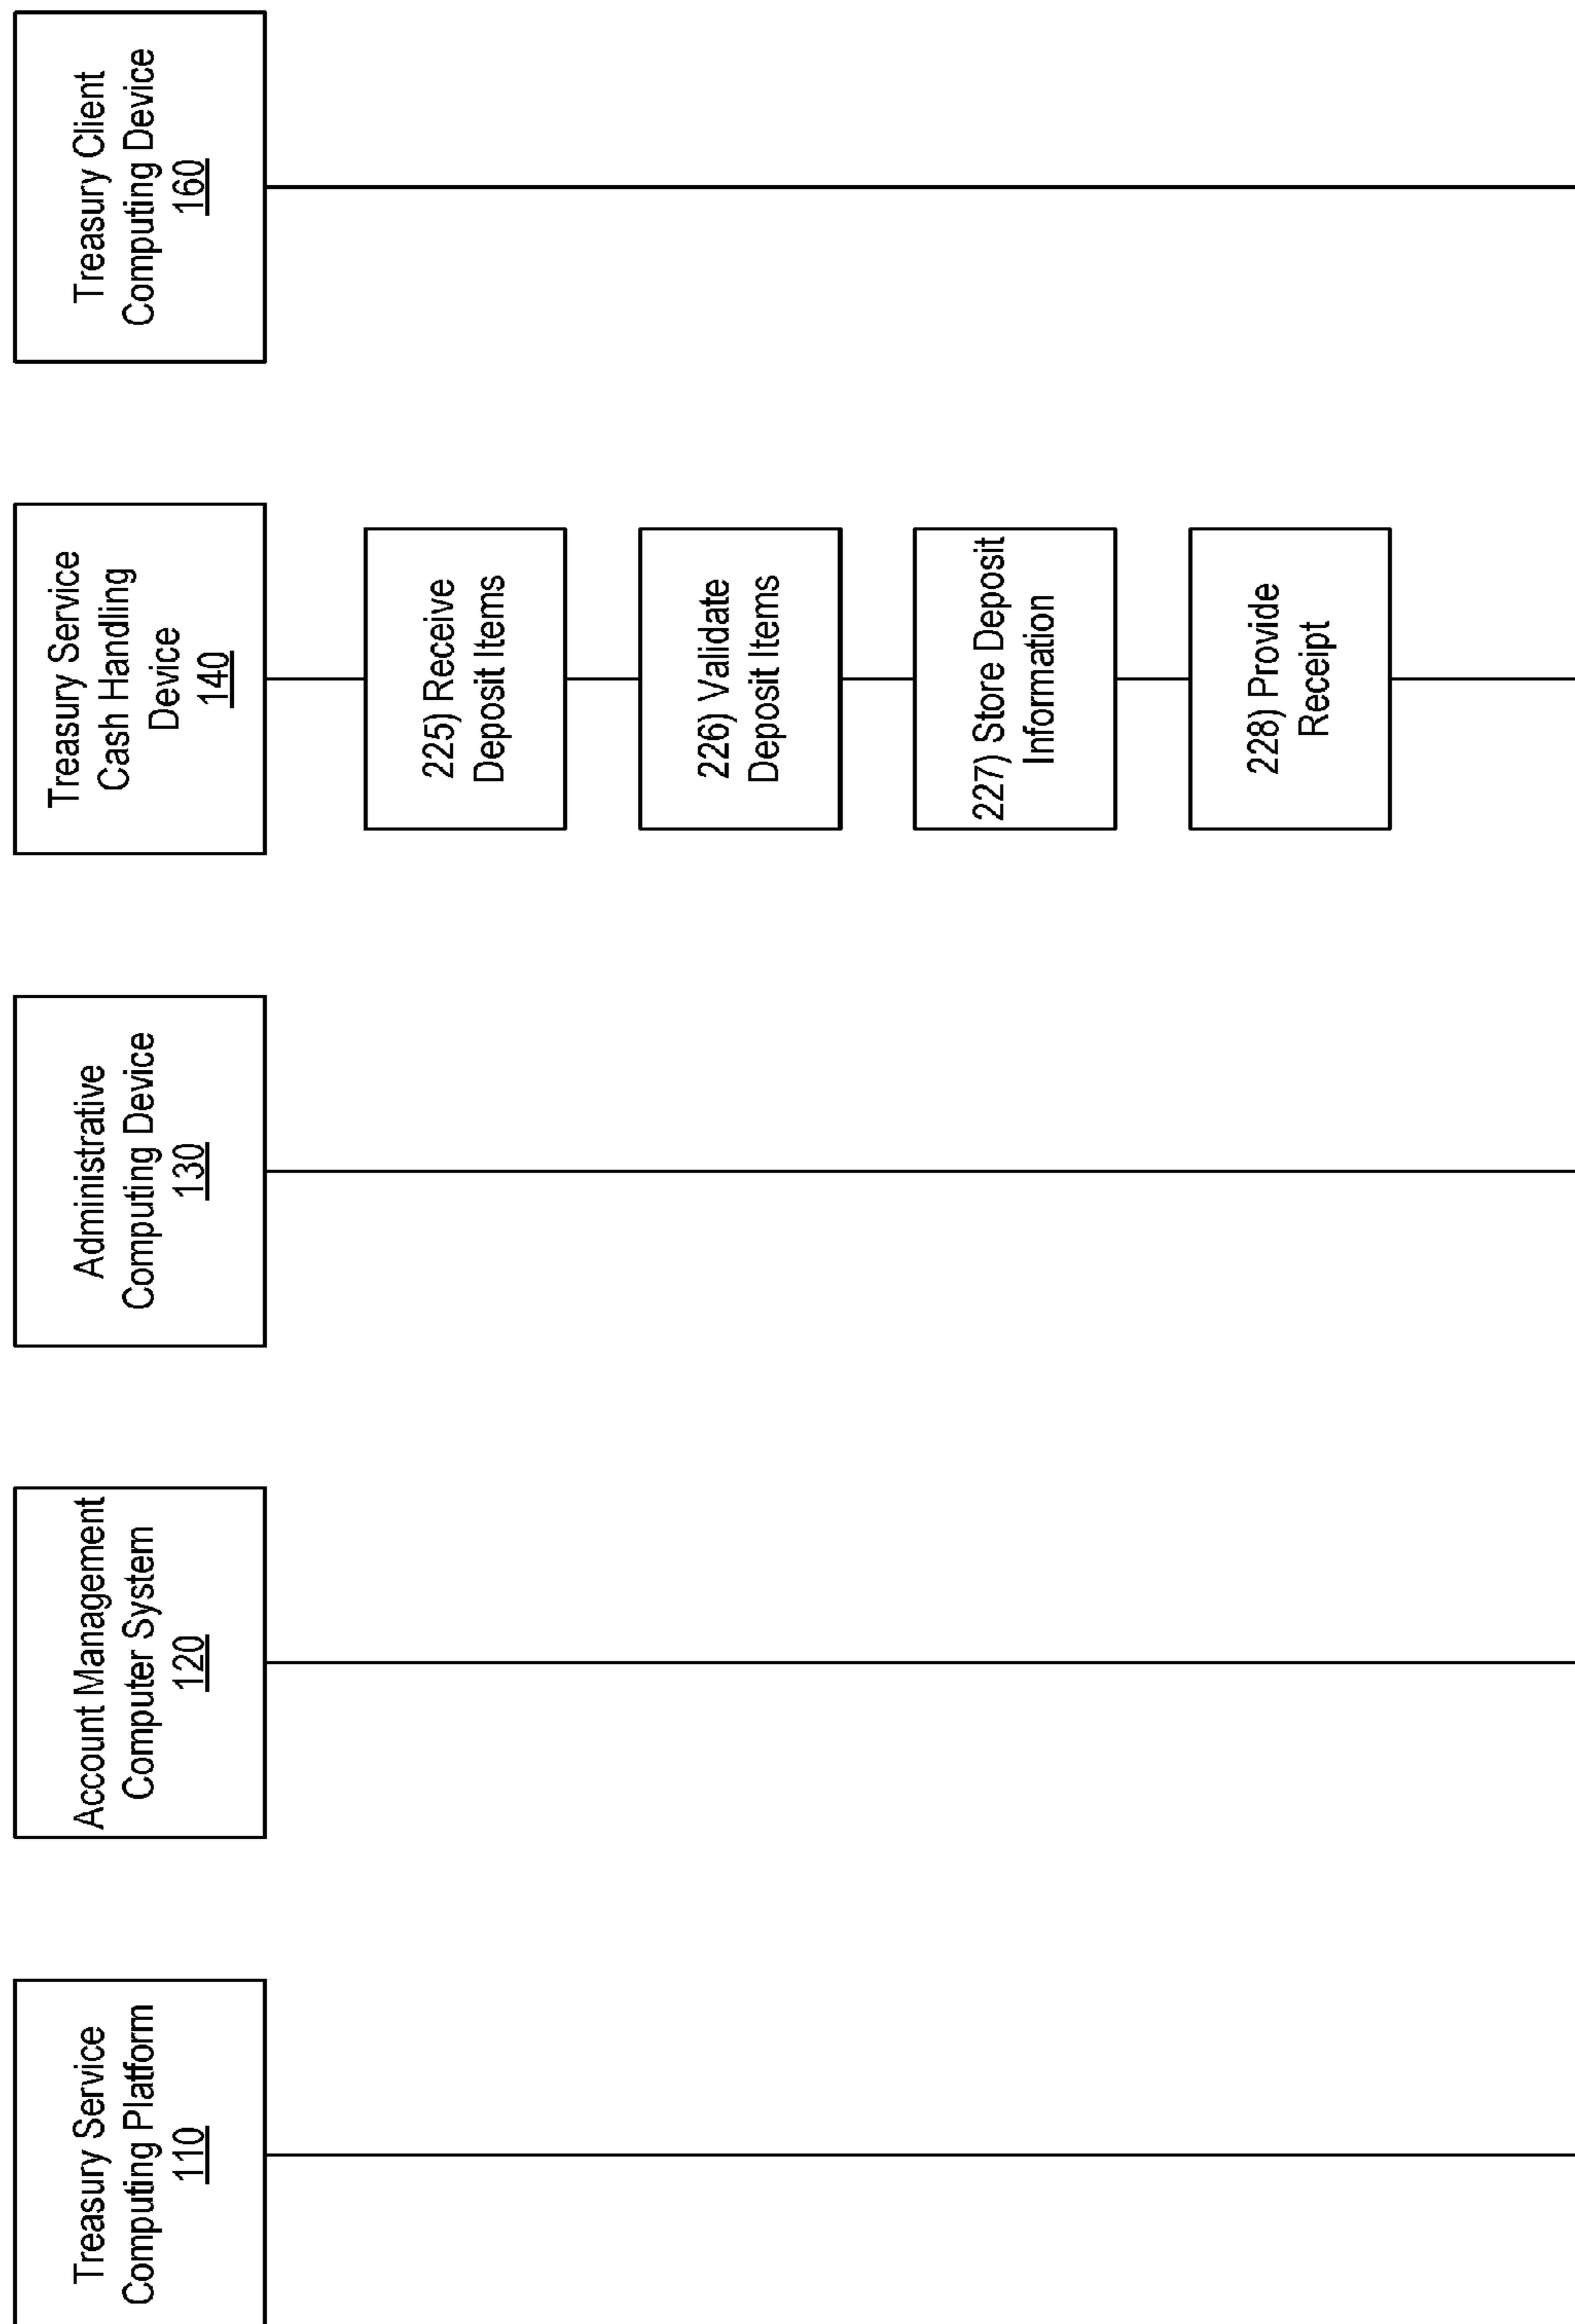 Treasury Service
Computing Platform
110
Account Management
Computer System
120
Administrative
Computing Device
130
Treasury Service
Cash Handling
Device
140
Treasury Client
Computing Device
160
225) Receive
Deposit Items
226) Validate
Deposit Items
227) Store Deposit
Information
228) Provide
Receipt